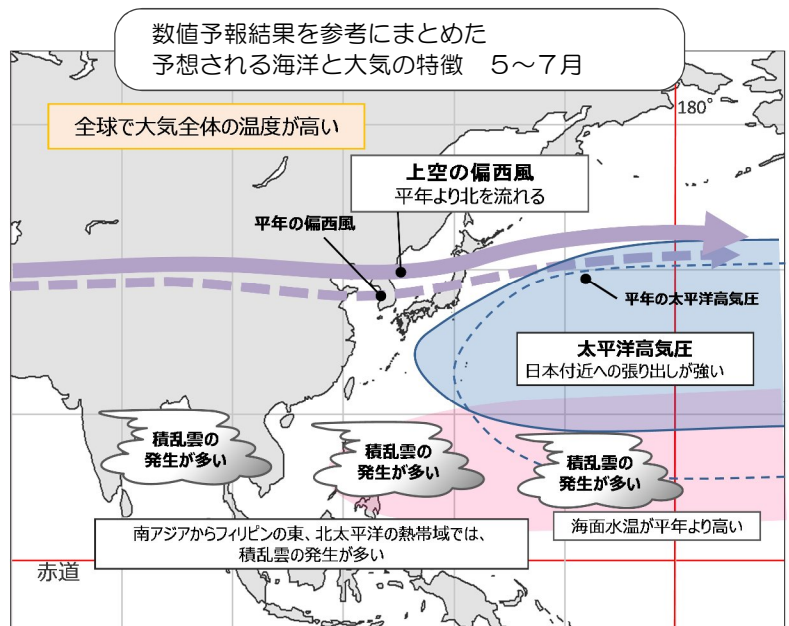 数値予報結果を参考にまとめた
予想される海洋と大気の特徴　５～７月
180°
全球で大気全体の温度が高い
上空の偏西風
平年より北を流れる
平年の偏西風
平年の太平洋高気圧
太平洋高気圧
日本付近への張り出しが強い
積乱雲の
発生が多い
積乱雲の
発生が多い
積乱雲の
発生が多い
南アジアからフィリピンの東、北太平洋の熱帯域では、
積乱雲の発生が多い
海面水温が平年より高い
赤道